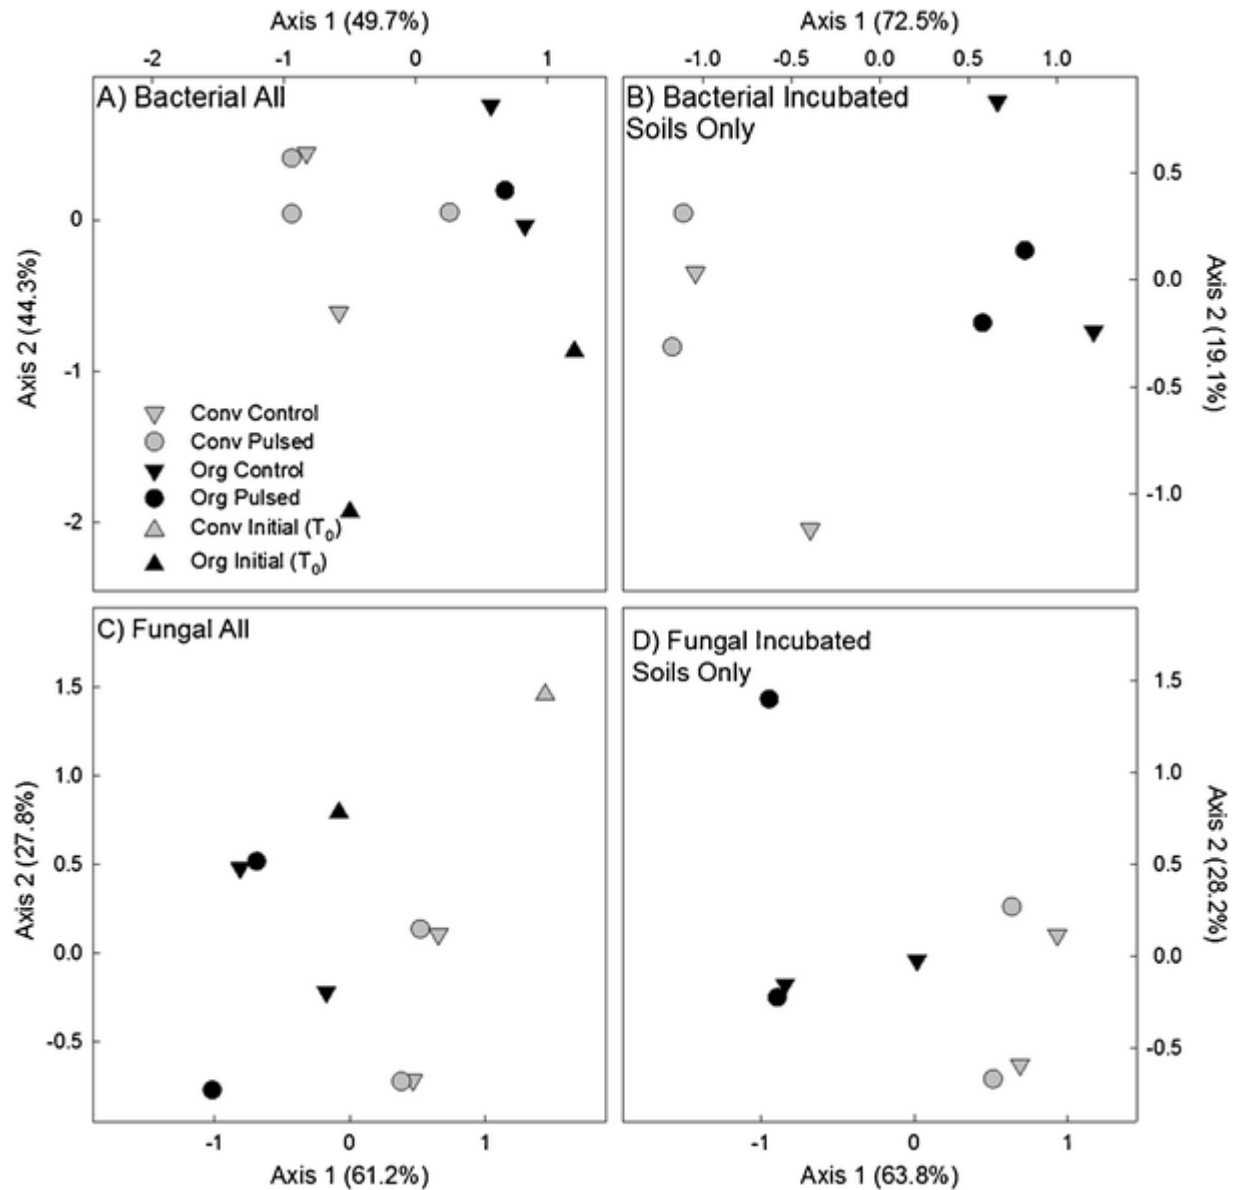 Axis 1 (49.7%)
Axis 1 (72.5%)
-2 -1 0 1
-1.0 -0.5 0.0 0.5 1.0
A) Bacterial All
B) Bacterial Incubated
Soils Only
0
-1
-2
Axis 2 (44.3%)
0.5
0.0
-0.5
-1.0
Axis 2 (19.1%)
Conv Control
Conv Pulsed
Org Control
Org Pulsed
Conv Initial (T0)
Org Initial (T0)
C) Fungal All
D) Fungal Incubated
Soils Only
1.5
1.0
0.5
0.0
-0.5
Axis 2 (27.8%)
1.5
1.0
0.5
0.0
-0.5
Axis 2 (28.2%)
-1 0 1
-1 0 1
Axis 1 (61.2%)
Axis 1 (63.8%)